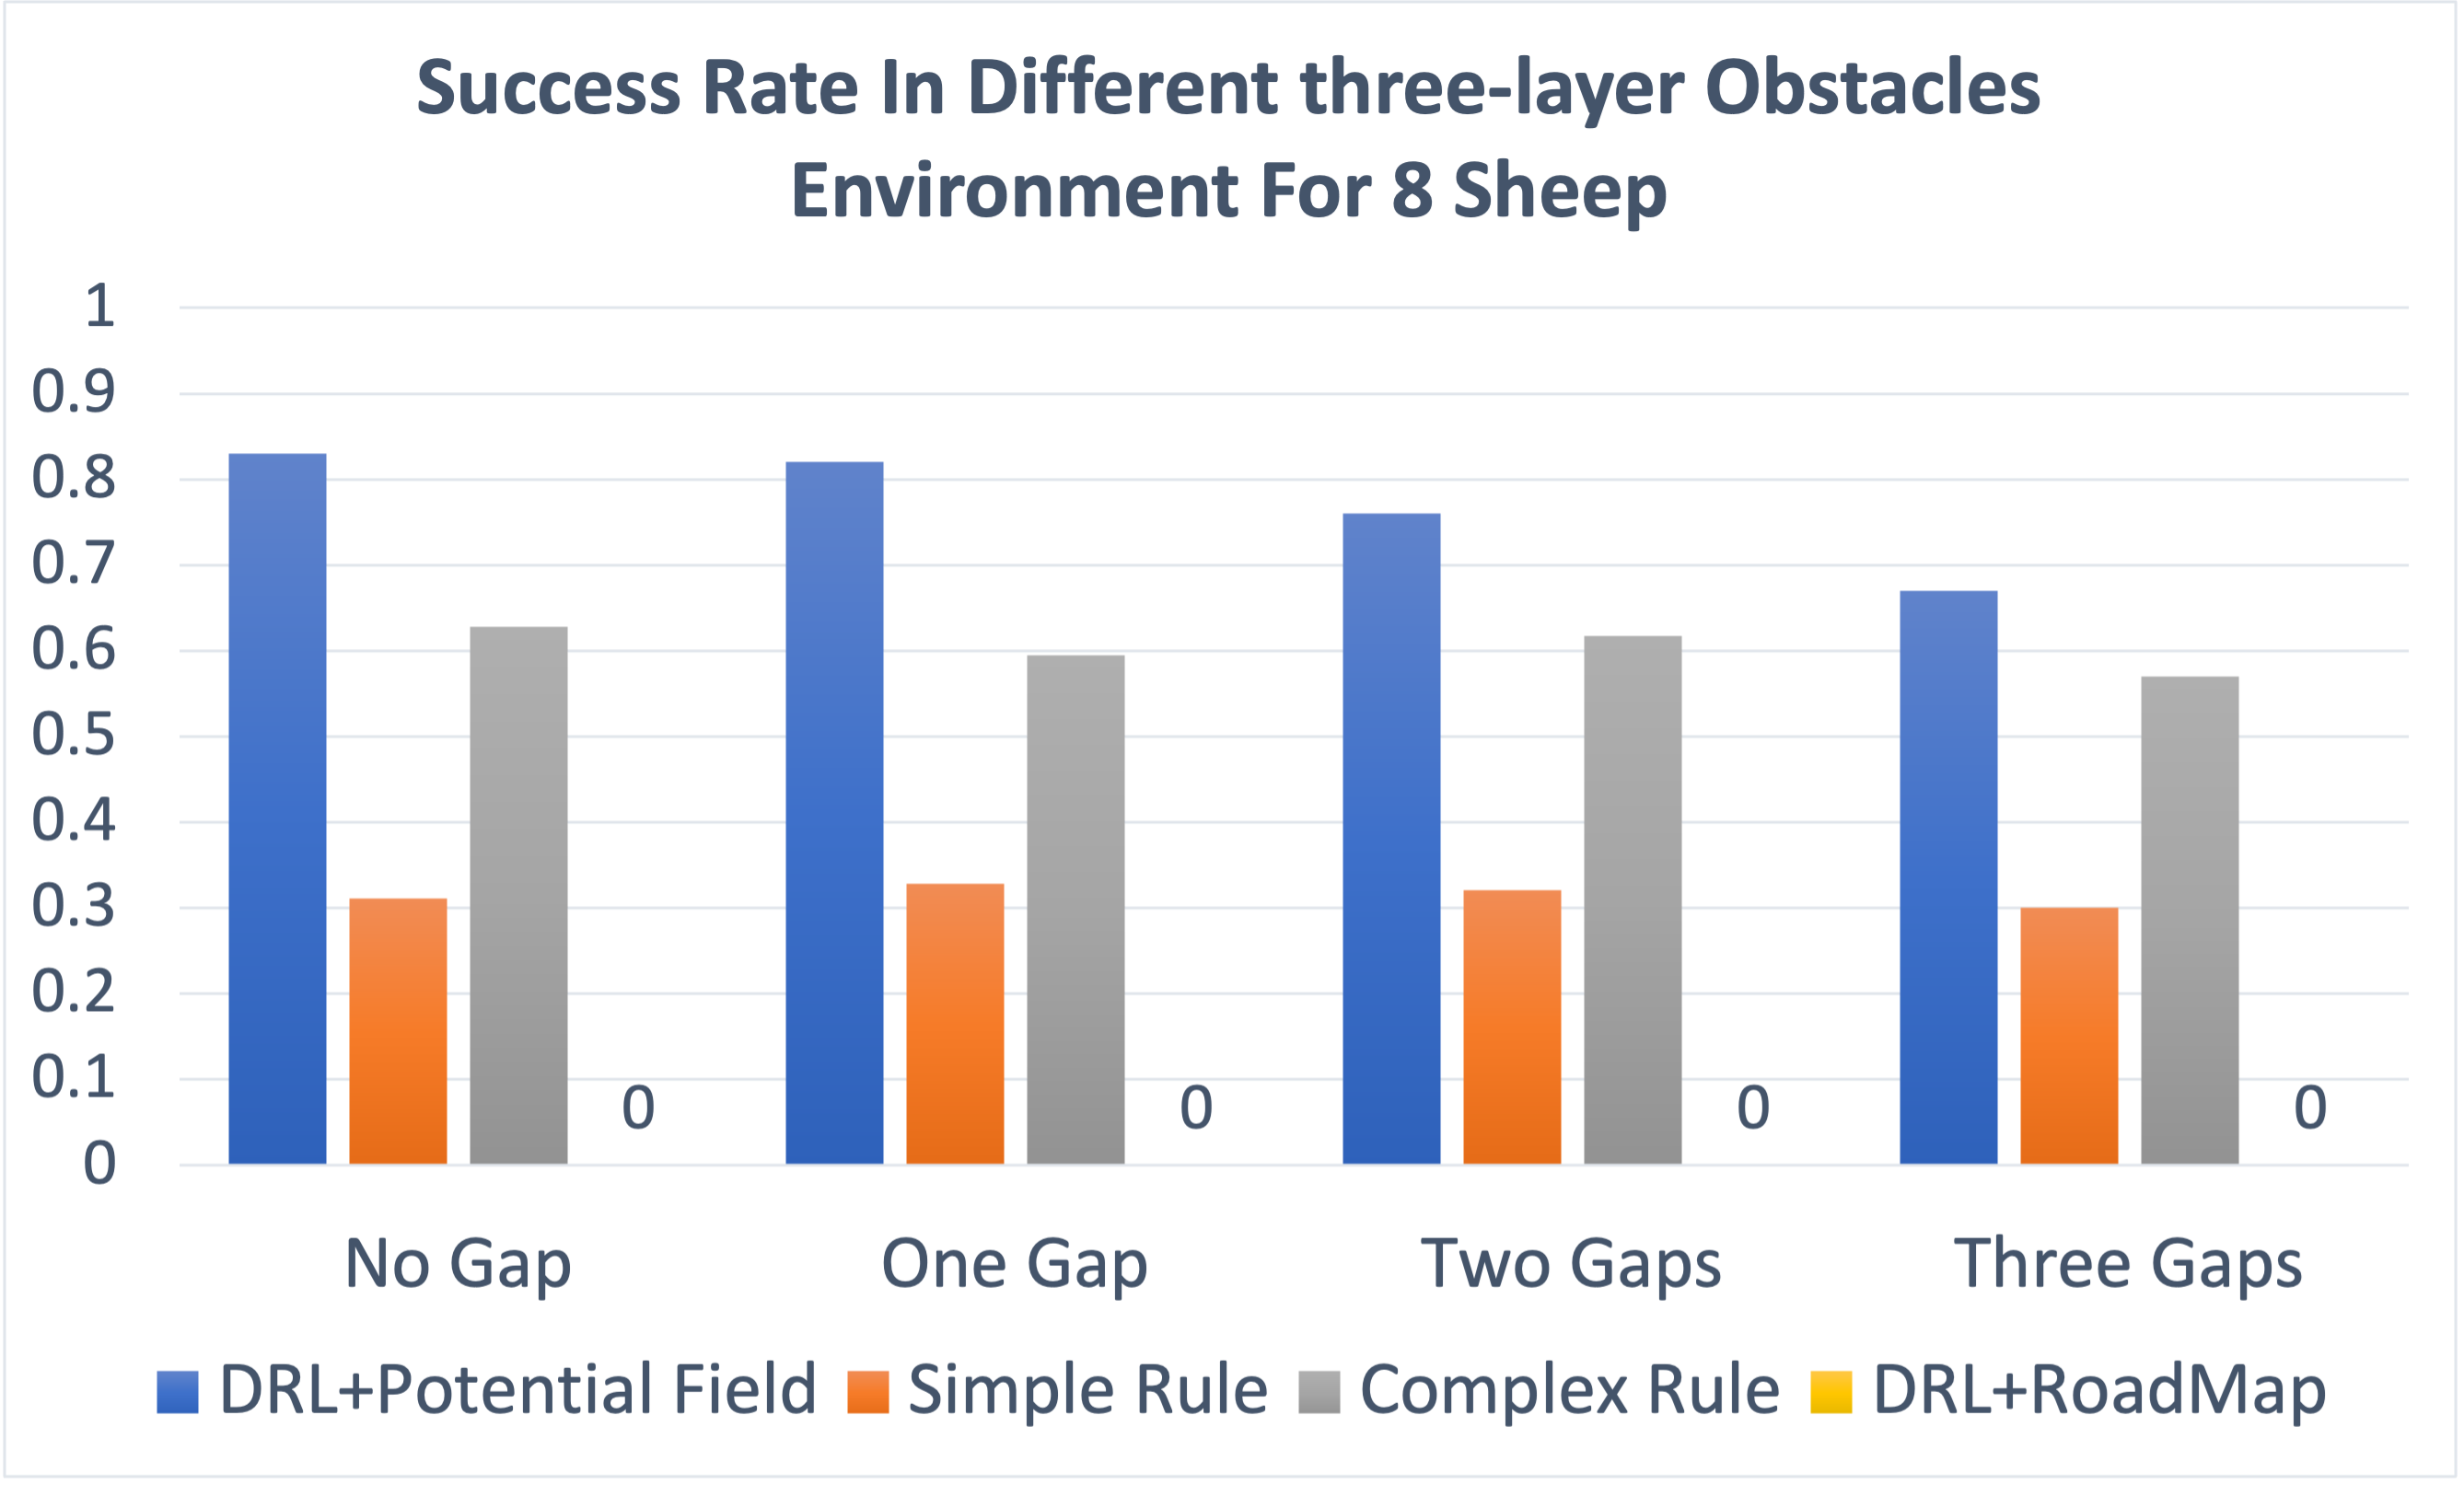 Success Rate In Different three-layer Obstacles
Environment For 8 Sheep
1
0.9
0.8
0.7
0.6
0.5
0.4
0.3
0.2
0.1
0
0 0 0 0
No Gap One Gap Two Gaps Three Gaps
DRL+Potential Field Simple Rule Complex Rule DRL+RoadMap